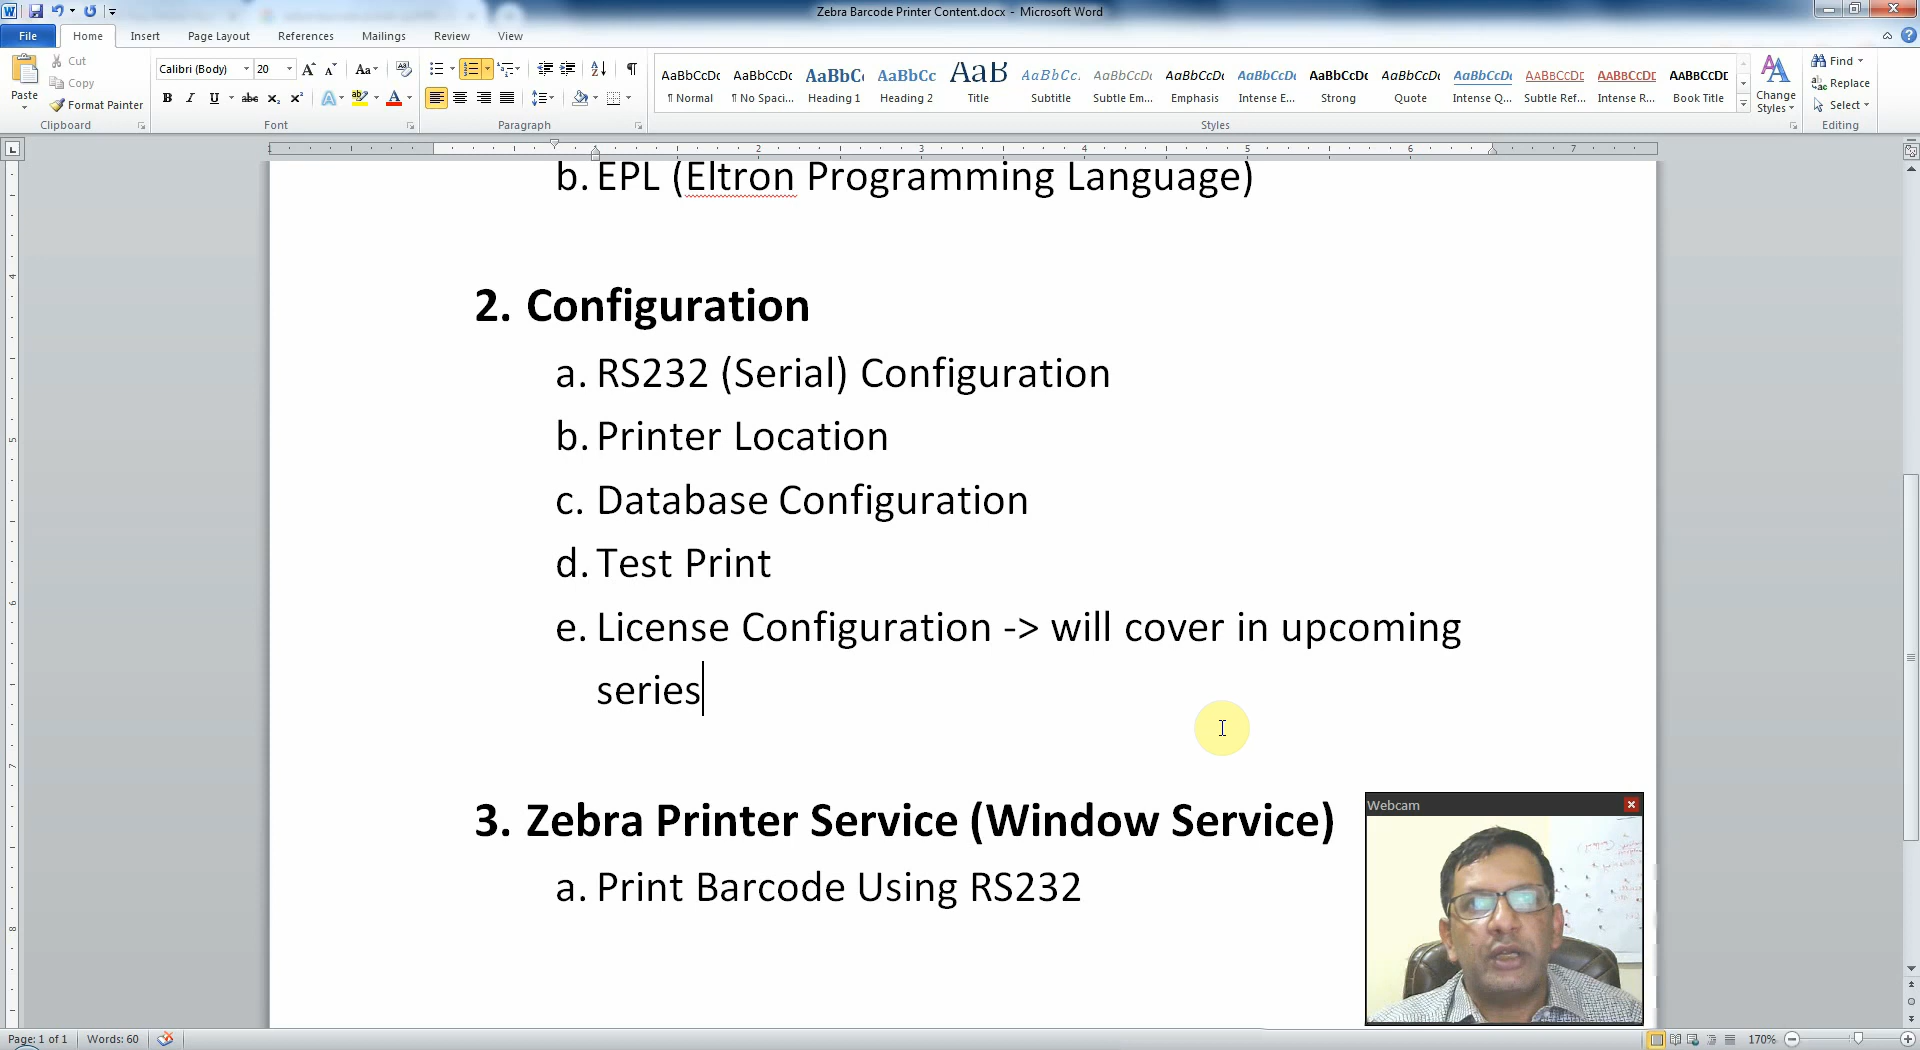 Zebra Barcode Printer Content.docx - Microsoft Word
File Home Insert Page Layout References Mailings Review View
Paste
Cut
Copy
Format Painter
Clipboard
Calibri (Body) 20
Font
Paragraph
AaBbCcDc ¶ Normal
AaBbCcDc ¶ No Spaci...
AaBbC Heading 1
AaBbCc Heading 2
AaB Title
AaBbCc. Subtitle
AaBbCcDc Subtle Em...
AaBbCcDc Emphasis
AaBbCcDc Intense E...
AaBbCcDc Strong
AaBbCcDc Quote
AaBbCcDc Intense Q...
AABBCCDE Subtle Ref...
AABBCCDE Intense R...
AABBCCDE Book Title
Change Styles
Styles
Find
Replace
Select
Editing
b. EPL (Eltron Programming Language)
2. Configuration
a. RS232 (Serial) Configuration
b. Printer Location
c. Database Configuration
d. Test Print
e. License Configuration -> will cover in upcoming
series
3. Zebra Printer Service (Window Service)
a. Print Barcode Using RS232
Webcam
Page: 1 of 1 Words: 60 170%